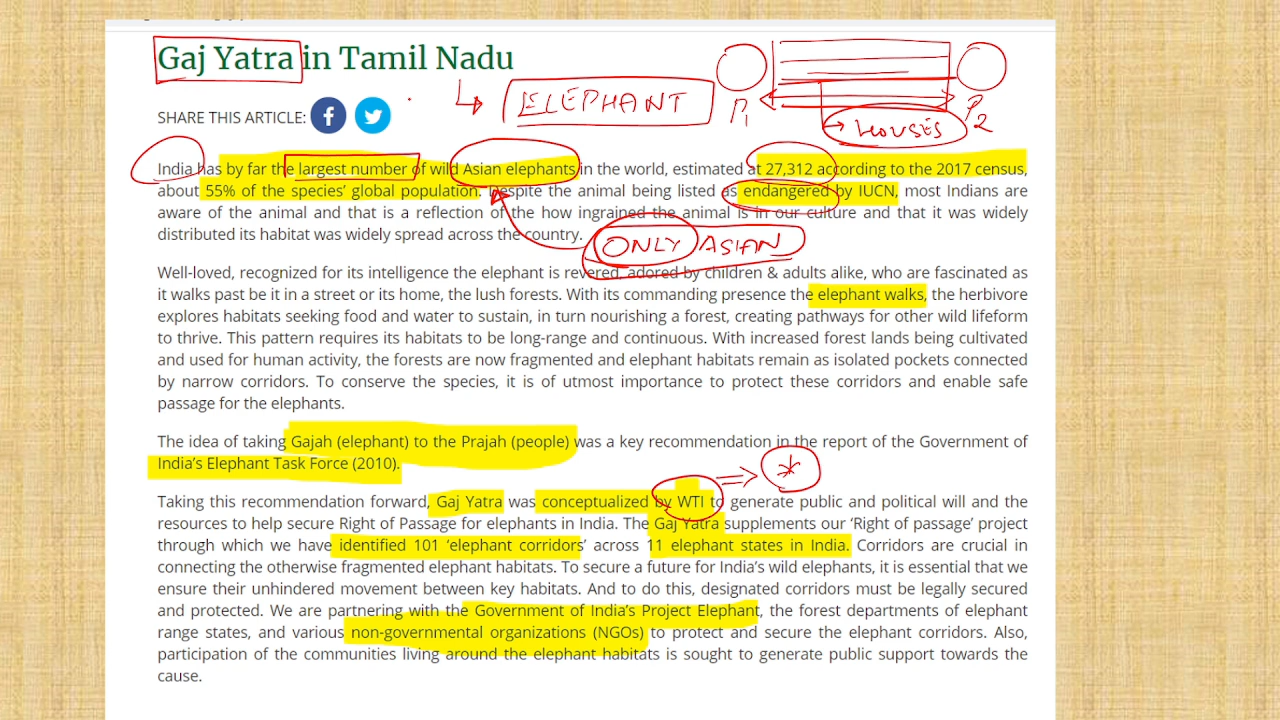 Gaj Yatra in Tamil Nadu
ELEPHANT
P1
P2
HOUSES
SHARE THIS ARTICLE:
India has by far the largest number of wild Asian elephants in the world, estimated at 27,312 according to the 2017 census,
about 55% of the species’ global population. Despite the animal being listed as endangered by IUCN, most Indians are
aware of the animal and that is a reflection of the how ingrained the animal is in our culture and that it was widely
distributed its habitat was widely spread across the country.
ONLY ASIAN
Well-loved, recognized for its intelligence the elephant is revered, adored by children & adults alike, who are fascinated as
it walks past be it in a street or its home, the lush forests. With its commanding presence the elephant walks, the herbivore
explores habitats seeking food and water to sustain, in turn nourishing a forest, creating pathways for other wild lifeform
to thrive. This pattern requires its habitats to be long-range and continuous. With increased forest lands being cultivated
and used for human activity, the forests are now fragmented and elephant habitats remain as isolated pockets connected
by narrow corridors. To conserve the species, it is of utmost importance to protect these corridors and enable safe
passage for the elephants.
The idea of taking Gajah (elephant) to the Prajah (people) was a key recommendation in the report of the Government of
India’s Elephant Task Force (2010).
Taking this recommendation forward, Gaj Yatra was conceptualized by WTI to generate public and political will and the
resources to help secure Right of Passage for elephants in India. The Gaj Yatra supplements our ‘Right of passage’ project
through which we have identified 101 ‘elephant corridors’ across 11 elephant states in India. Corridors are crucial in
connecting the otherwise fragmented elephant habitats. To secure a future for India’s wild elephants, it is essential that we
ensure their unhindered movement between key habitats. And to do this, designated corridors must be legally secured
and protected. We are partnering with the Government of India’s Project Elephant, the forest departments of elephant
range states, and various non-governmental organizations (NGOs) to protect and secure the elephant corridors. Also,
participation of the communities living around the elephant habitats is sought to generate public support towards the
cause.